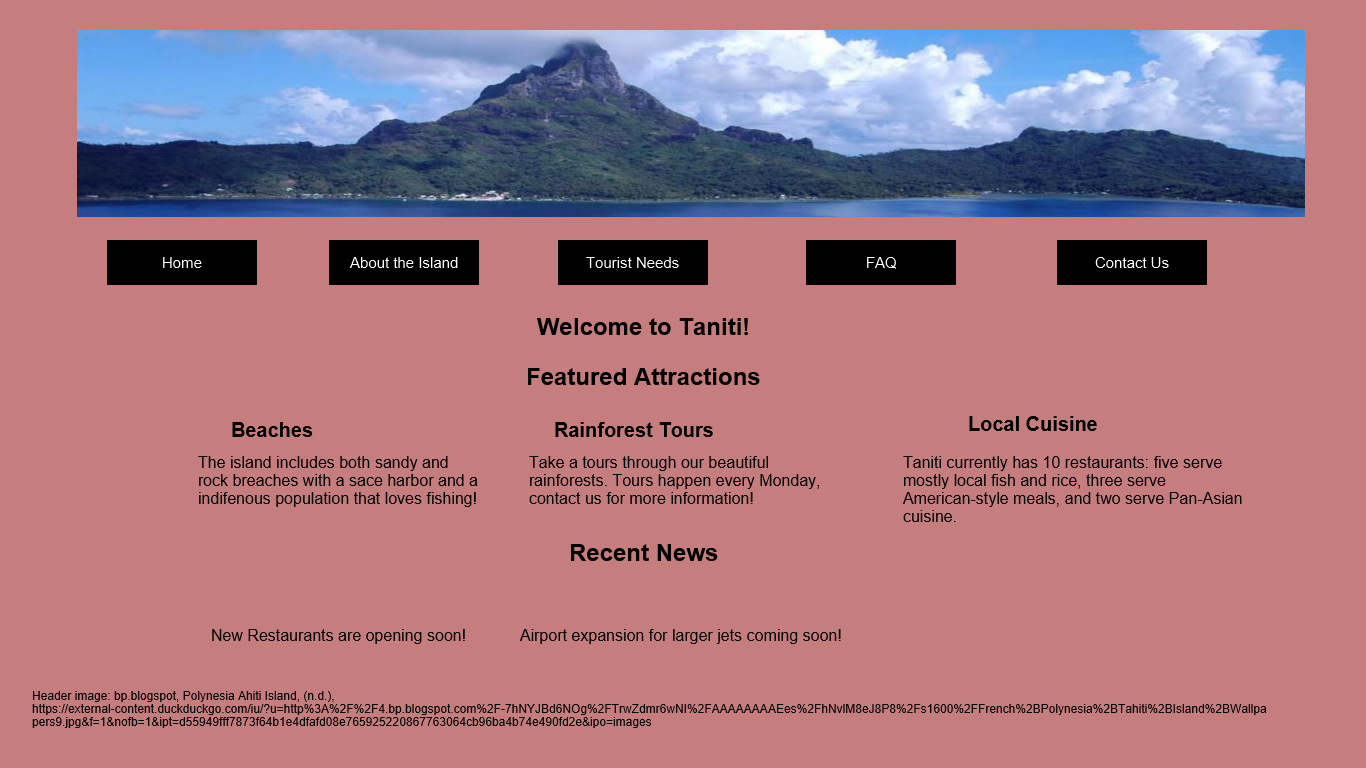 Home
About the Island
Tourist Needs
FAQ
Contact Us
Welcome to Taniti!
Featured Attractions
Beaches
The island includes both sandy and
rock breaches with a sace harbor and a
indifenous population that loves fishing!
Rainforest Tours
Take a tours through our beautiful
rainforests. Tours happen every Monday,
contact us for more information!
Local Cuisine
Taniti currently has 10 restaurants: five serve
mostly local fish and rice, three serve
American-style meals, and two serve Pan-Asian
cuisine.
Recent News
New Restaurants are opening soon!
Airport expansion for larger jets coming soon!
Header image: bp.blogspot, Polynesia Ahiti Island, (n.d.),
https://external-content.duckduckgo.com/iu/?u=http%3A%2F%2F4.bp.blogspot.com%2F-7hNYJBd6NOg%2FTrwZdmr6wNI%2FAAAAAAAAEes%2FhNvlM8eJ8P8%2Fs1600%2FFrench%2BPolynesia%2BTahiti%2BIsland%2BWallpa
pers9.jpg&f=1&nofb=1&ipt=d55949fff7873f64b1e4dfafd08e765925220867763064cb96ba4b74e490fd2e&ipo=images